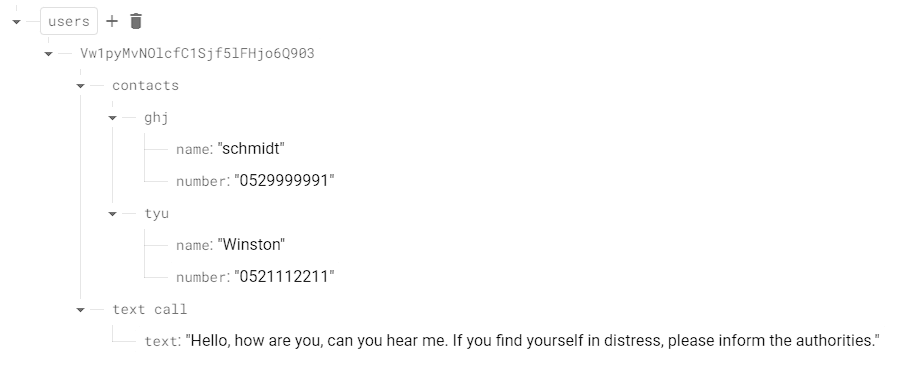 users
Vw1pyMvNOlcfC1Sjf5lFHjo6Q903
contacts
ghj
name: "schmidt"
number: "0529999991"
tyu
name: "Winston"
number: "0521112211"
text call
text: "Hello, how are you, can you hear me. If you find yourself in distress, please inform the authorities."